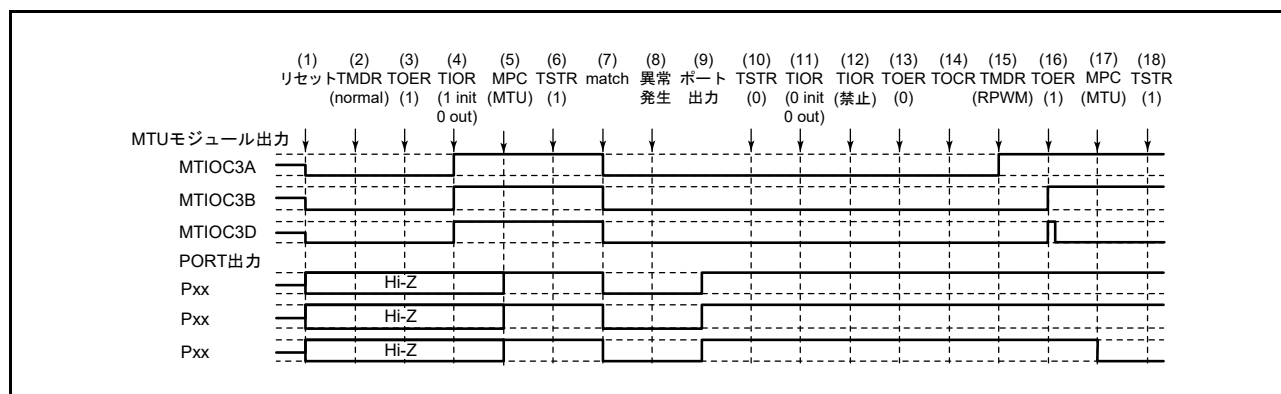 (1) (2) (3) (4) (5) (6) (7) (8) (9) (10) (11) (12) (13) (14) (15) (16) (17) (18)
リセット TMDR TOER TIOR MPC TSTR match 異常 ポート TSTR TIOR TIOR TOER TOCR TMDR TOER MPC TSTR
(normal) (1) (1 init (MTU) (1) 発生 出力 (0) (0 init (禁止) (0) (RPWM) (1) (MTU) (1)
0 out) 0 out)
MTUモジュール出力
MTIOC3A
MTIOC3B
MTIOC3D
PORT出力
Pxx Hi-Z
Pxx Hi-Z
Pxx Hi-Z